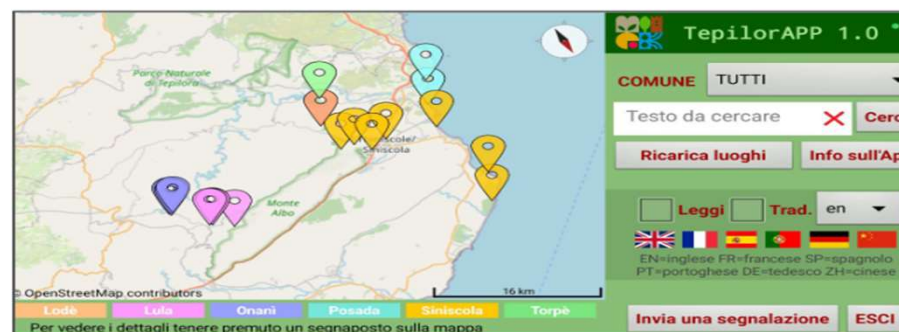 TepilorAPP 1.0
COMUNE TUTTI
Testo da cercare
Ricarica luoghi
Leggi Trad. en
EN=inglese FR=francese SP=spagnolo
PT=portoghese DE=tedesco ZH=cinese
Invia una segnalazione ESCI
Parco Naturale
di Tepilora
Siniscola
Monte
Albo
OpenStreetMap contributors
16 km
Lodè Lula Onanì Posada Siniscola Torpè
Per vedere i dettagli tenere premuto un segnaposto sulla mappa